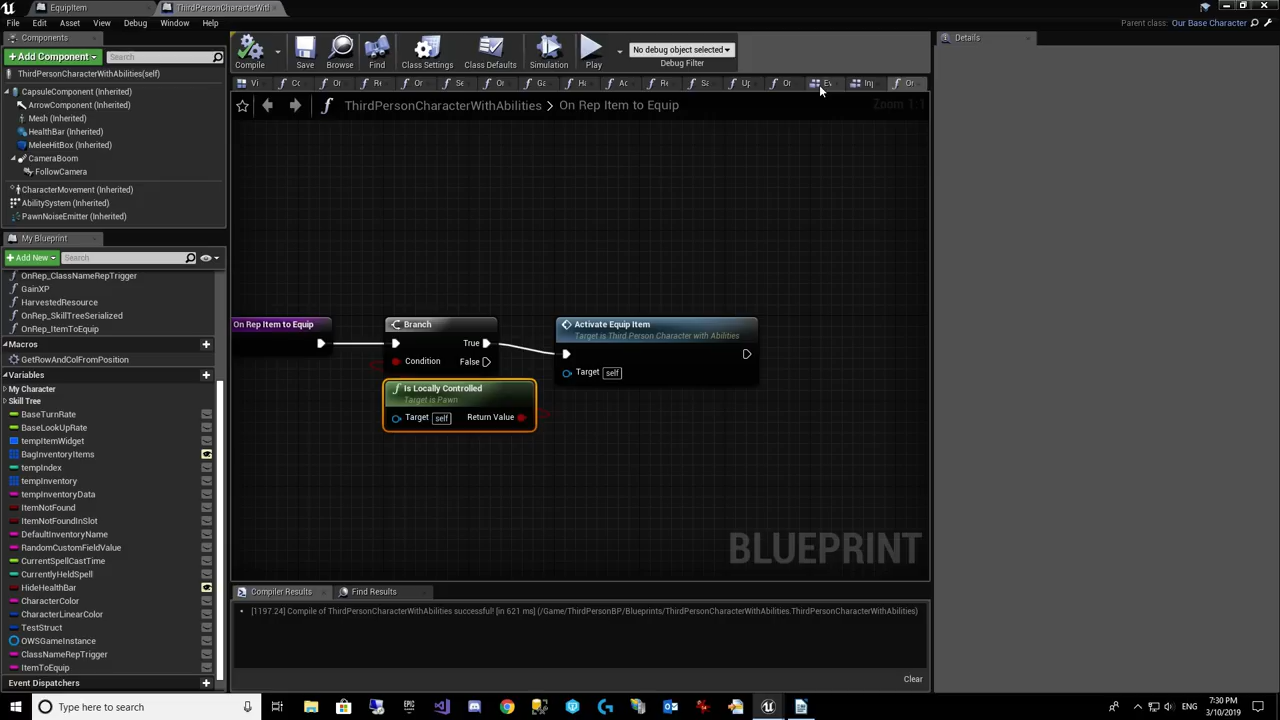 EquipItem
ThirdPersonCharacterWitl
File Edit Asset View Debug Window Help
Parent class: Our Base Character
Components
+Add Component
Search
ThirdPersonCharacterWithAbilities(self)
CapsuleComponent (Inherited)
ArrowComponent (Inherited)
Mesh (Inherited)
HealthBar (Inherited)
MeleeHitBox (Inherited)
CameraBoom
FollowCamera
CharacterMovement (Inherited)
AbilitySystem (Inherited)
PawnNoiseEmitter (Inherited)
My Blueprint
+Add New
Search
OnRep_ClassNameRepTrigger
GainXP
HarvestedResource
OnRep_SkillTreeSerialized
OnRep_ItemToEquip
Macros
GetRowAndColFromPosition
Variables
My Character
Skill Tree
BaseTurnRate
BaseLookUpRate
tempItemWidget
BagInventoryItems
tempIndex
tempInventory
tempInventoryData
ItemNotFound
ItemNotFoundInSlot
DefaultInventoryName
RandomCustomFieldValue
CurrentSpellCastTime
CurrentlyHeldSpell
HideHealthBar
CharacterColor
CharacterLinearColor
TestStruct
OWSGameInstance
ClassNameRepTrigger
ItemToEquip
Event Dispatchers
Compile
Save
Browse
Find
Class Settings
Class Defaults
Simulation
Play
No debug object selected
Debug Filter
ThirdPersonCharacterWithAbilities > On Rep Item to Equip
Zoom 1:1
On Rep Item to Equip
Branch
True
Condition
False
Is Locally Controlled
Target is Pawn
Target self
Return Value
Activate Equip Item
Target is Third Person Character with Abilities
Target self
BLUEPRINT
Compiler Results
Find Results
[1197.24] Compile of ThirdPersonCharacterWithAbilities successful! [in 621 ms] (/Game/ThirdPersonBP/Blueprints/ThirdPersonCharacterWithAbilities.ThirdPersonCharacterWithAbilities)
Clear
Details
Type here to search
ENG
7:30 PM
3/10/2019